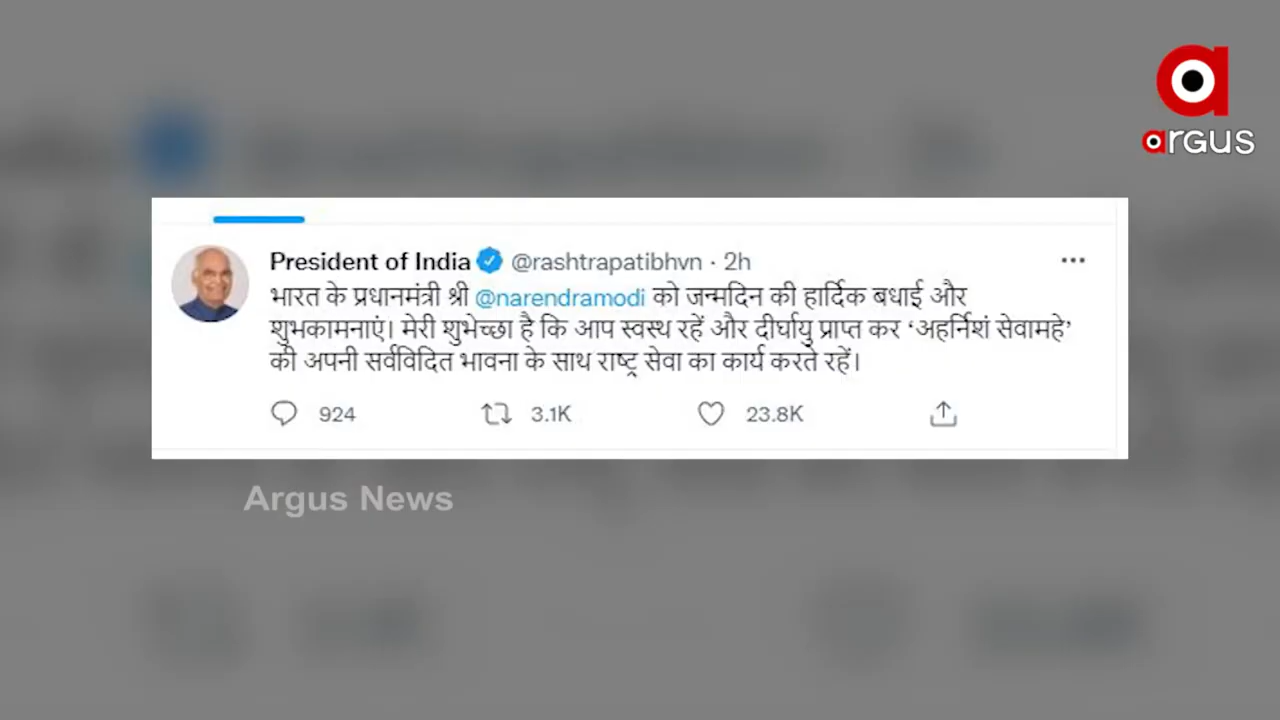 argus
President of India @rashtrapatibhvn · 2h
भारत के प्रधानमंत्री श्री @narendramodi को जन्मदिन की हार्दिक बधाई और
शुभकामनाएं। मेरी शुभेच्छा है कि आप स्वस्थ रहें और दीर्घायु प्राप्त कर ‘अहर्निशं सेवामहे’
की अपनी सर्वविदित भावना के साथ राष्ट्र सेवा का कार्य करते रहें।
924 3.1K 23.8K
Argus News